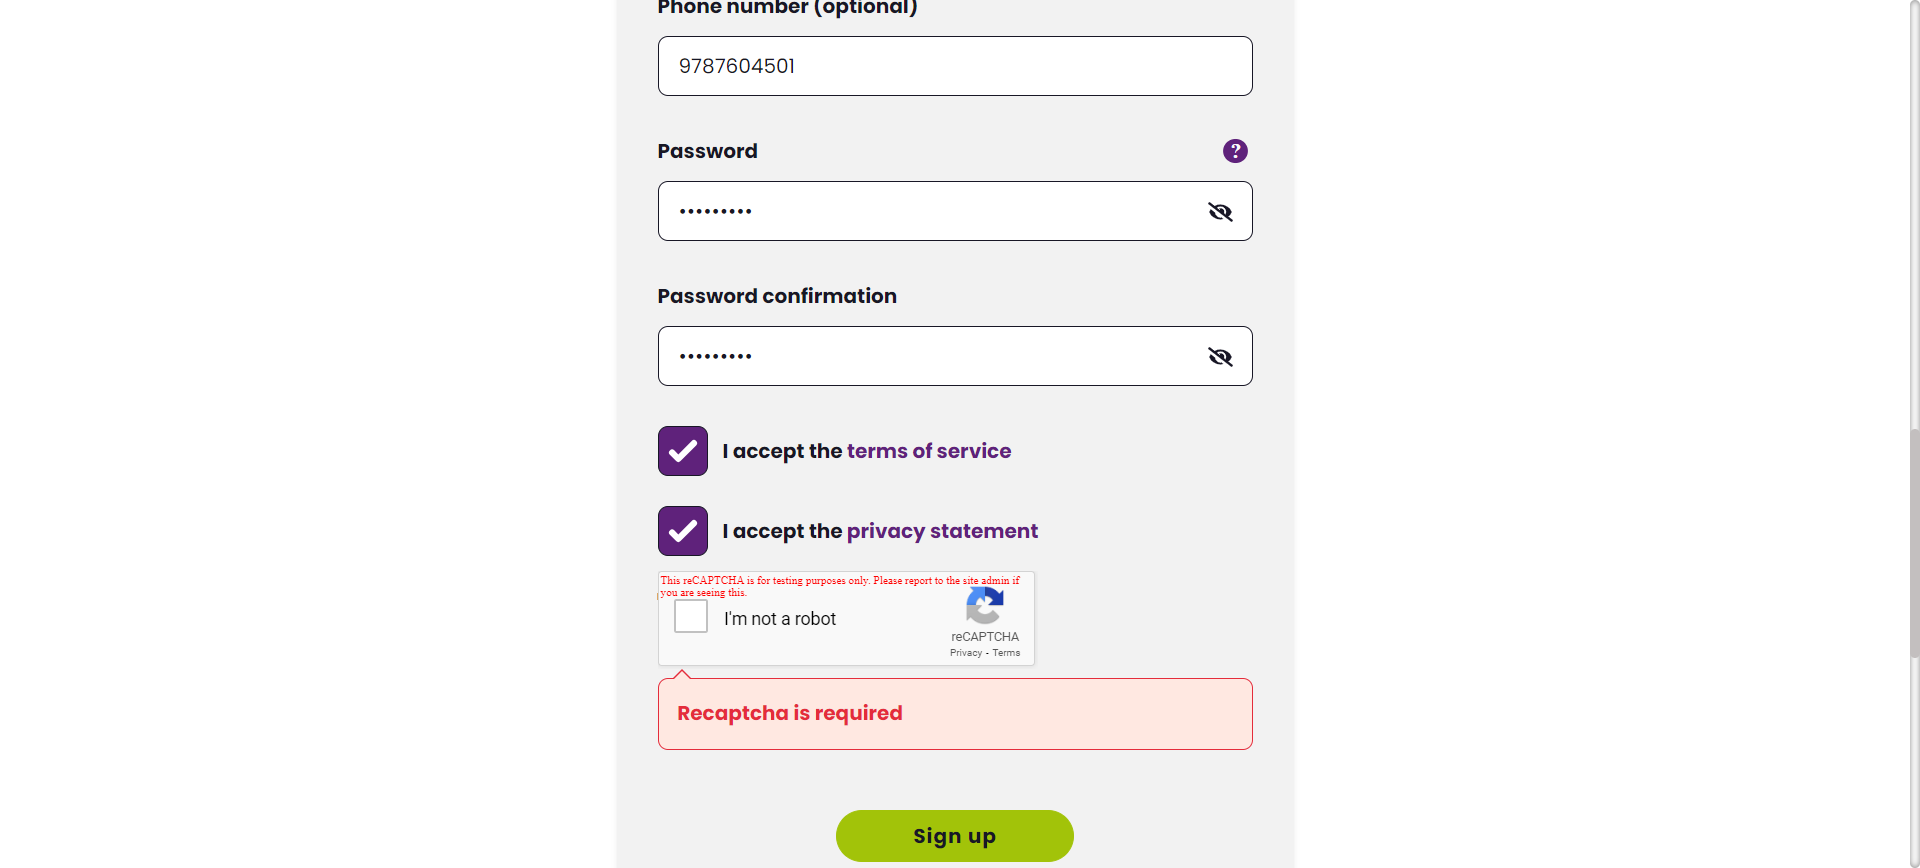 Phone number (optional)
9787604501
Password
?
•••••••••
Password confirmation
•••••••••
I accept the terms of service
I accept the privacy statement
This reCAPTCHA is for testing purposes only. Please report to the site admin if
you are seeing this.
I'm not a robot
reCAPTCHA
Privacy - Terms
Recaptcha is required
Sign up